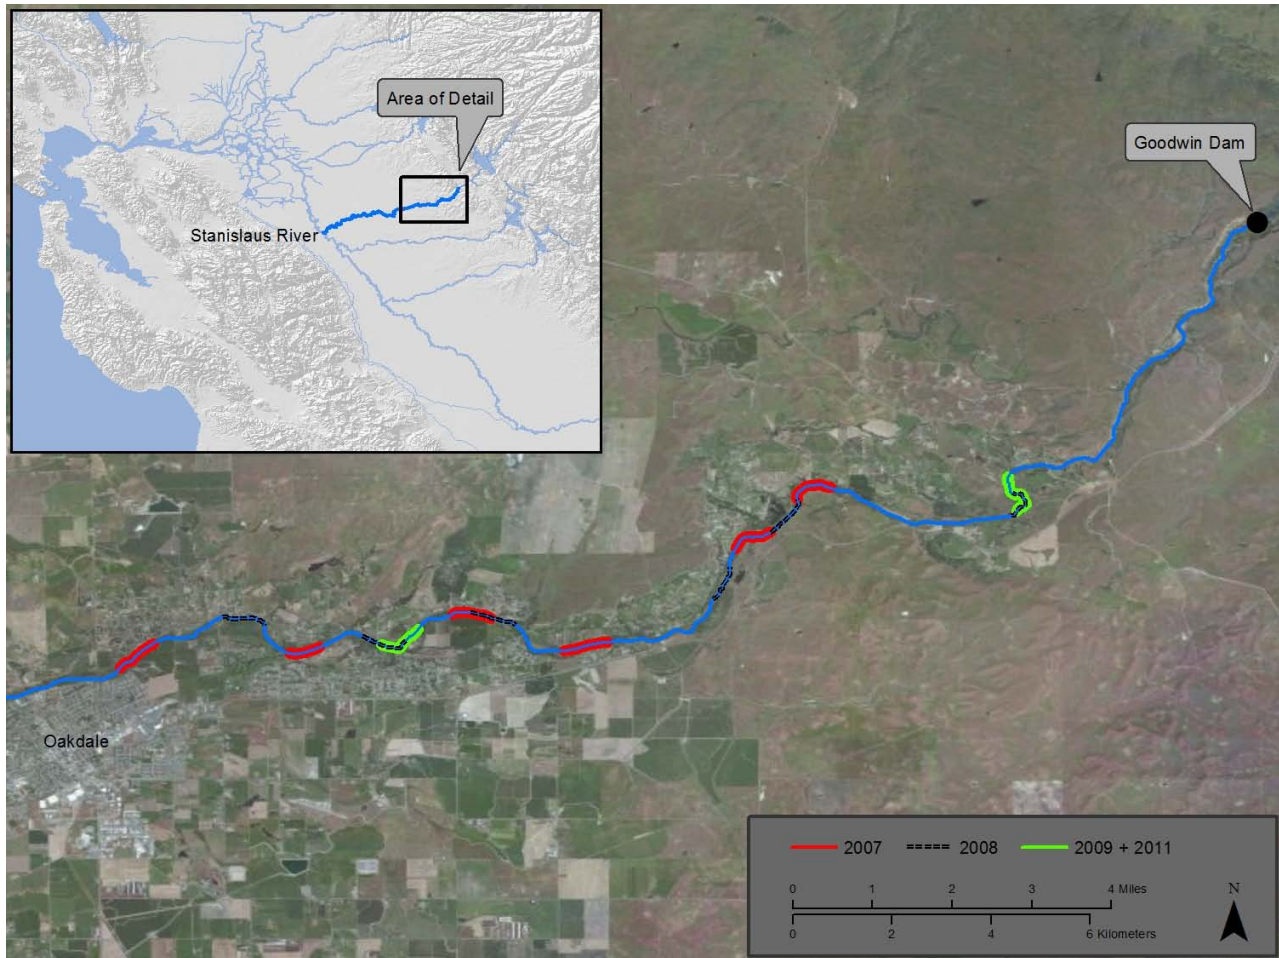 Area of Detail
Stanislaus River
Goodwin Dam
Oakdale
2007 2008 2009 + 2011
0 1 2 3 4 Miles
0 2 4 6 Kilometers
N